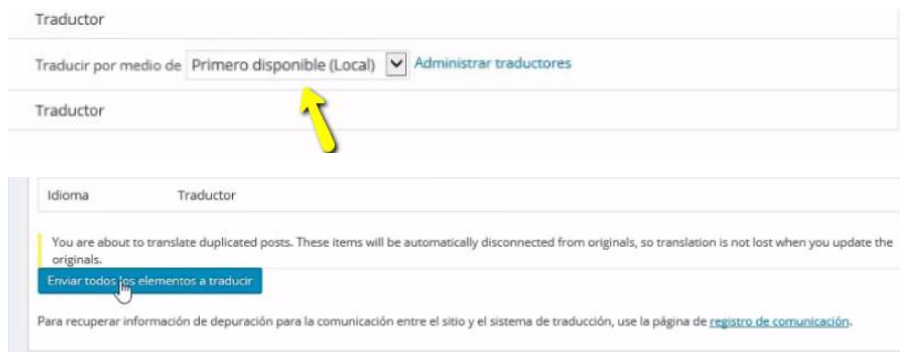 Traductor
Traducir por medio de Primero disponible (Local) Administrar traductores
Traductor
Idioma Traductor
You are about to translate duplicated posts. These items will be automatically disconnected from originals, so translation is not lost when you update the
originals.
Enviar todos los elementos a traducir
Para recuperar información de depuración para la comunicación entre el sitio y el sistema de traducción, use la página de registro de comunicación.